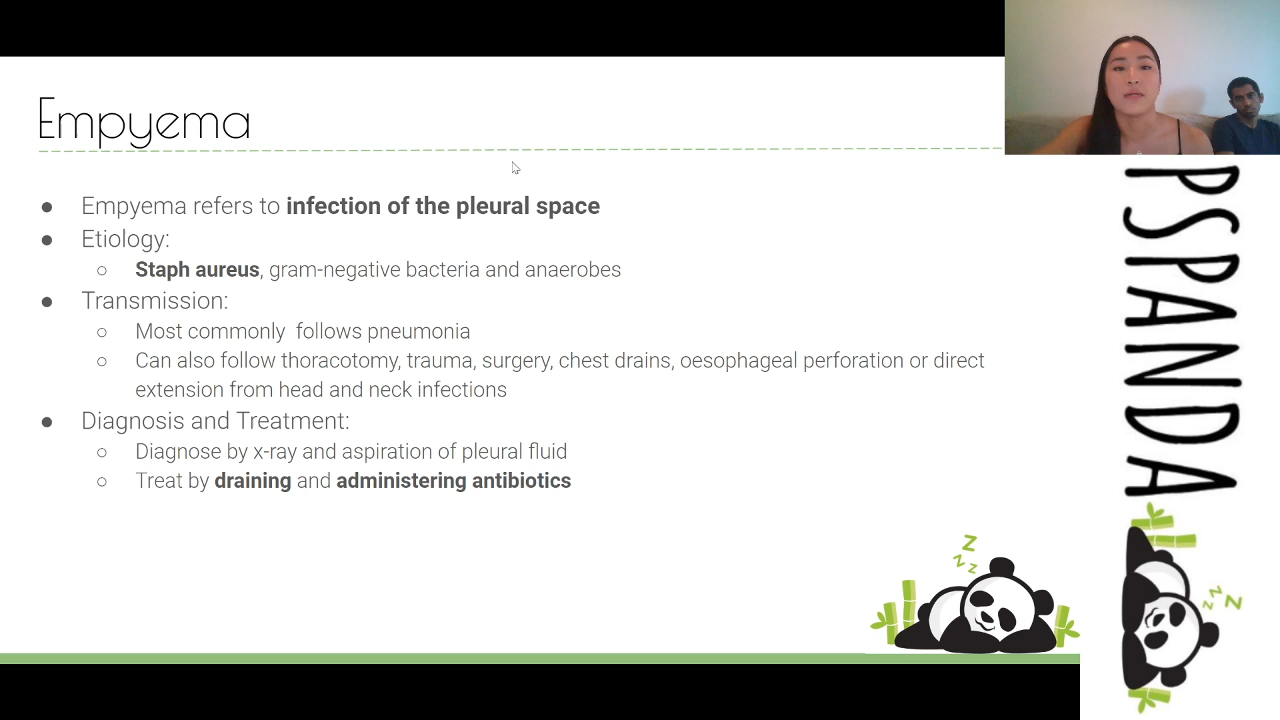 Empyema
● Empyema refers to infection of the pleural space
● Etiology:
○ Staph aureus, gram-negative bacteria and anaerobes
● Transmission:
○ Most commonly  follows pneumonia
○ Can also follow thoracotomy, trauma, surgery, chest drains, oesophageal perforation or direct
extension from head and neck infections
● Diagnosis and Treatment:
○ Diagnose by x-ray and aspiration of pleural fluid
○ Treat by draining and administering antibiotics
z z z
PSPANDA
z z z